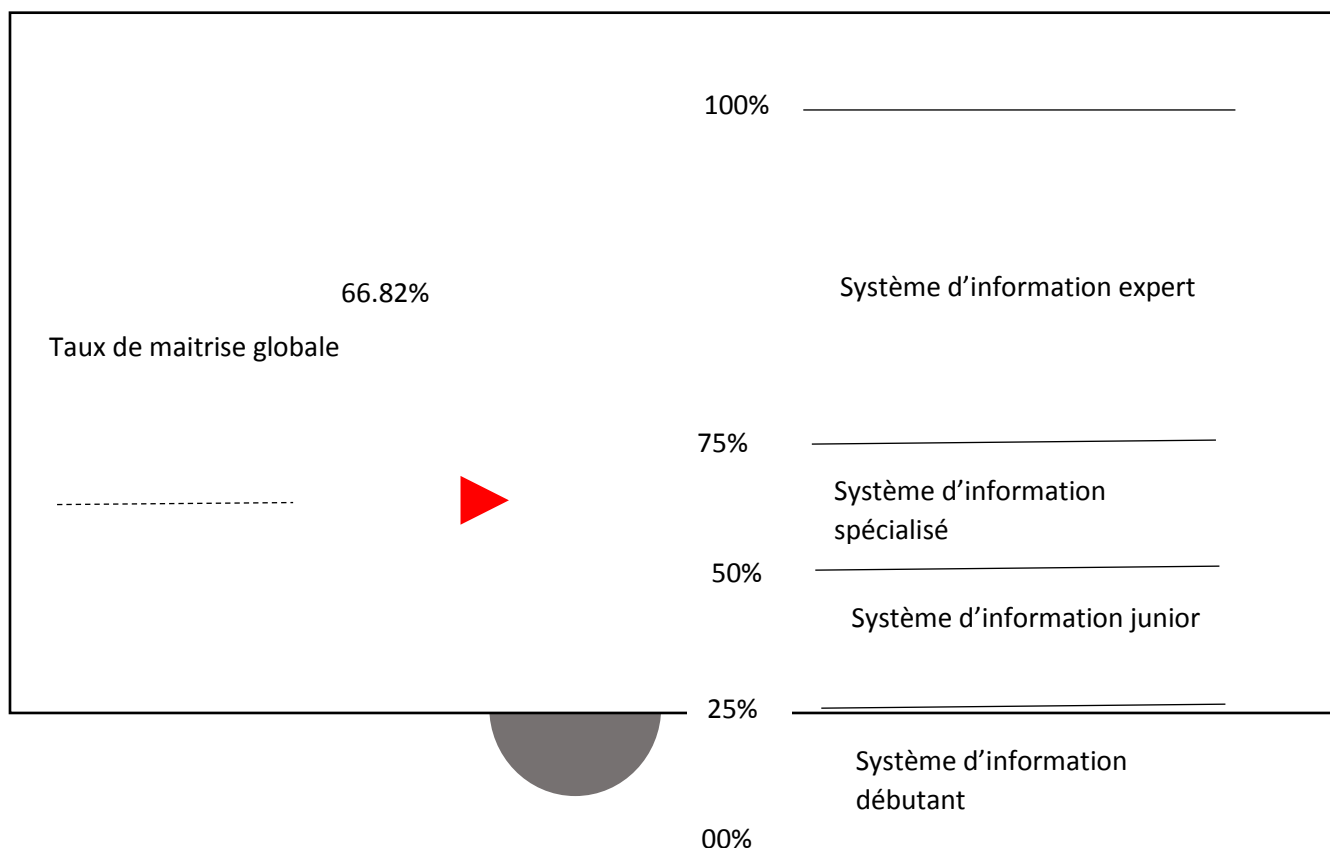 100%
66.82%
Système d’information expert
Taux de maitrise globale
75%
Système d’information
spécialisé
50%
Système d’information junior
25%
Système d’information
débutant
00%